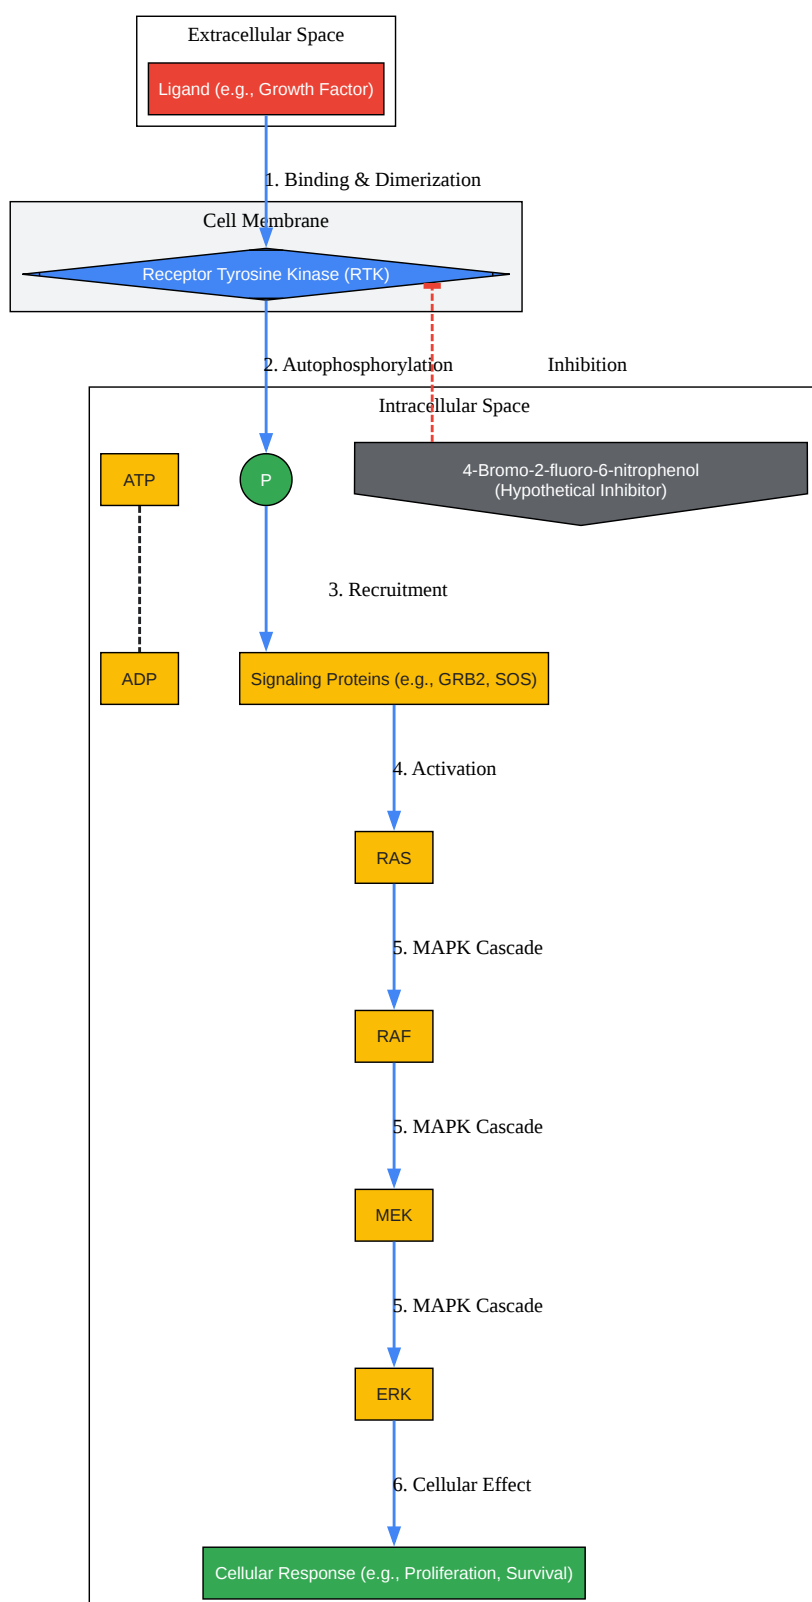 Extracellular Space
Ligand (e.g., Growth Factor)
1. Binding & Dimerization
Cell Membrane
Receptor Tyrosine Kinase (RTK)
2. Autophosphorylation
Inhibition
Intracellular Space
ATP
P
4-Bromo-2-fluoro-6-nitrophenol
(Hypothetical Inhibitor)
3. Recruitment
ADP
Signaling Proteins (e.g., GRB2, SOS)
4. Activation
RAS
5. MAPK Cascade
RAF
5. MAPK Cascade
MEK
5. MAPK Cascade
ERK
6. Cellular Effect
Cellular Response (e.g., Proliferation, Survival)